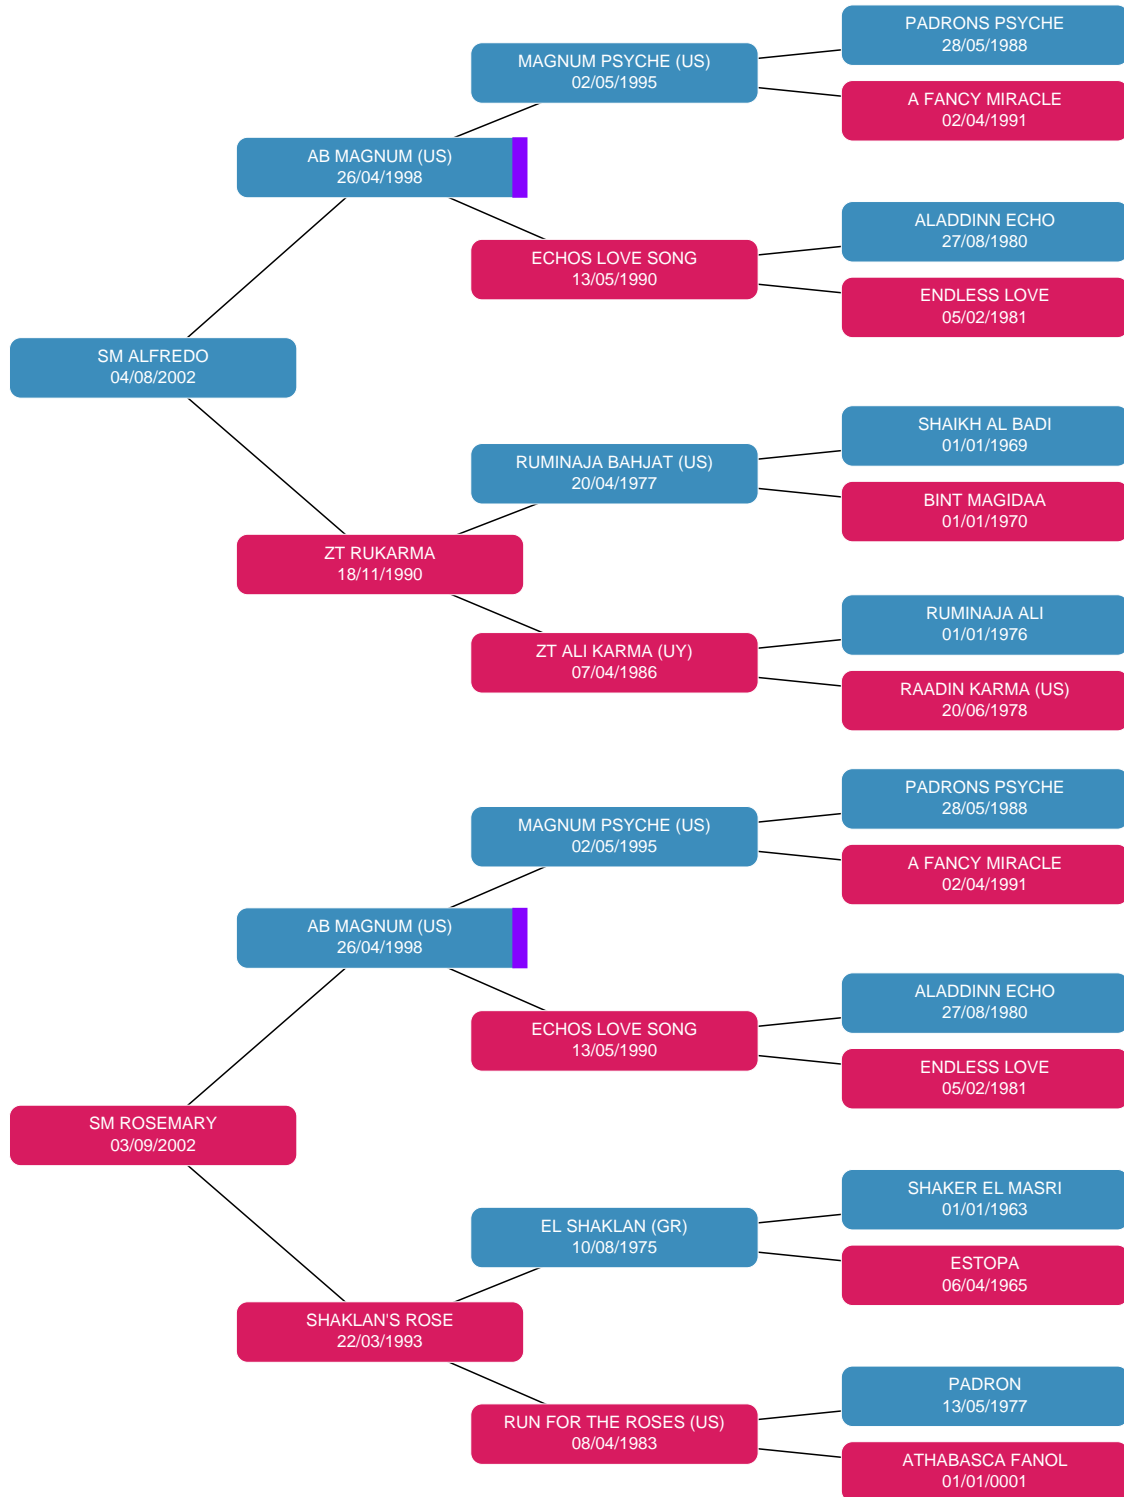 PADRONS PSYCHE
28/05/1988
MAGNUM PSYCHE (US)
02/05/1995
A FANCY MIRACLE
02/04/1991
AB MAGNUM (US)
26/04/1998
ALADDINN ECHO
27/08/1980
ECHOS LOVE SONG
13/05/1990
ENDLESS LOVE
05/02/1981
SM ALFREDO
04/08/2002
SHAIKH AL BADI
01/01/1969
RUMINAJA BAHJAT (US)
20/04/1977
BINT MAGIDAA
01/01/1970
ZT RUKARMA
18/11/1990
RUMINAJA ALI
01/01/1976
ZT ALI KARMA (UY)
07/04/1986
RAADIN KARMA (US)
20/06/1978
PADRONS PSYCHE
28/05/1988
MAGNUM PSYCHE (US)
02/05/1995
A FANCY MIRACLE
02/04/1991
AB MAGNUM (US)
26/04/1998
ALADDINN ECHO
27/08/1980
ECHOS LOVE SONG
13/05/1990
ENDLESS LOVE
05/02/1981
SM ROSEMARY
03/09/2002
SHAKER EL MASRI
01/01/1963
EL SHAKLAN (GR)
10/08/1975
ESTOPA
06/04/1965
SHAKLAN'S ROSE
22/03/1993
PADRON
13/05/1977
RUN FOR THE ROSES (US)
08/04/1983
ATHABASCA FANOL
01/01/0001